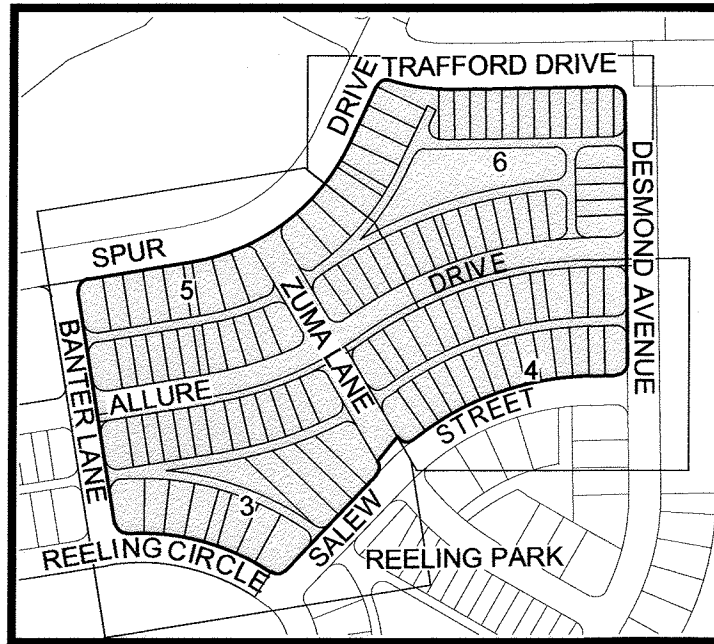 TRAFFORD DRIVE
DRIVE
6
DESMOND AVENUE
SPUR
5
ZUMA LANE
DRIVE
BANTER LANE
ALLURE
4
STREET
3
SALEW
REELING CIRCLE
REELING PARK